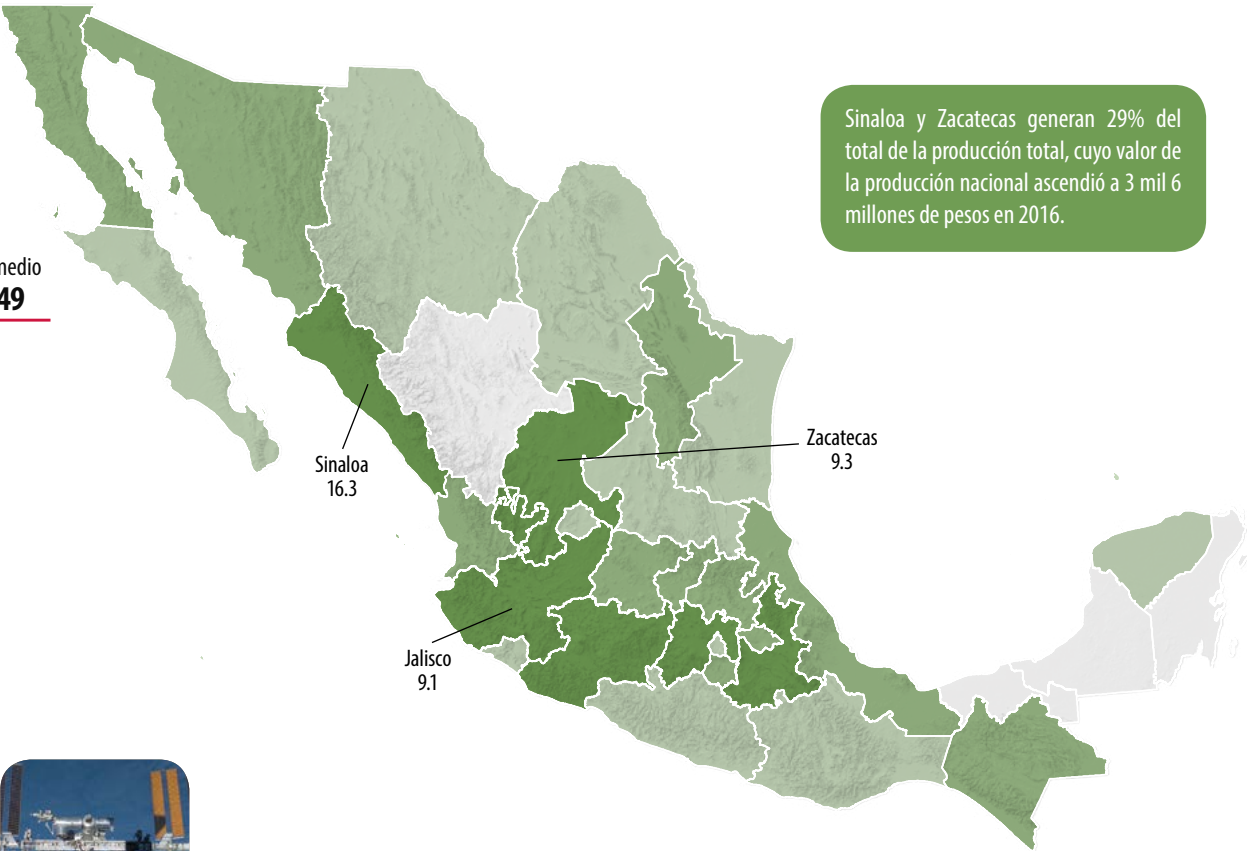 Sinaloa y Zacatecas generan 29% del
total de la producción total, cuyo valor de
la producción nacional ascendió a 3 mil 6
millones de pesos en 2016.
medio
49
Zacatecas
9.3
Sinaloa
16.3
Jalisco
9.1